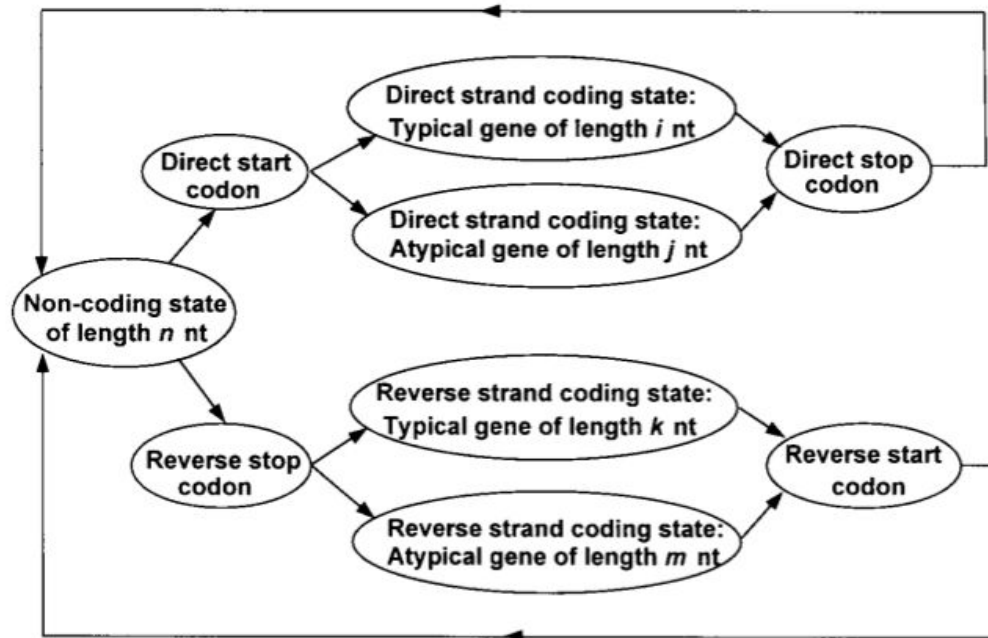 Direct strand coding state:
Typical gene of length i nt
Direct start
codon
Direct stop
codon
Direct strand coding state:
Atypical gene of length j nt
Non-coding state
of length n nt
Reverse strand coding state:
Typical gene of length k nt
Reverse stop
codon
Reverse start
codon
Reverse strand coding state:
Atypical gene of length m nt